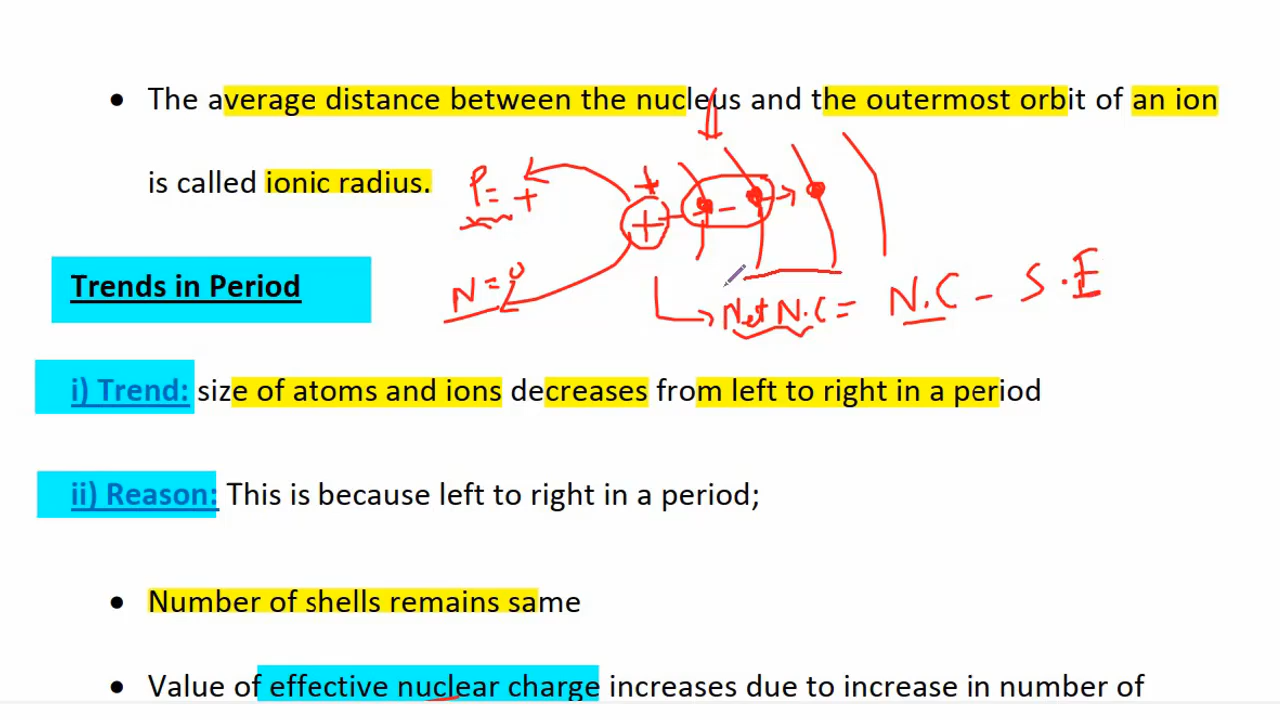 • The average distance between the nucleus and the outermost orbit of an ion
is called ionic radius.
P = +
+
+
N = 0
Net N.C = N.C - S.E
Trends in Period
i) Trend: size of atoms and ions decreases from left to right in a period
ii) Reason: This is because left to right in a period;
• Number of shells remains same
• Value of effective nuclear charge increases due to increase in number of